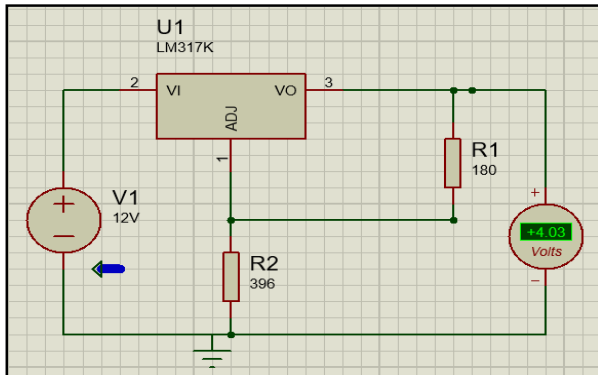 U1
LM317K
2 VI VO 3
ADJ
1
R1
180
V1
12V
+
−
+
+4.03
Volts
−
R2
396